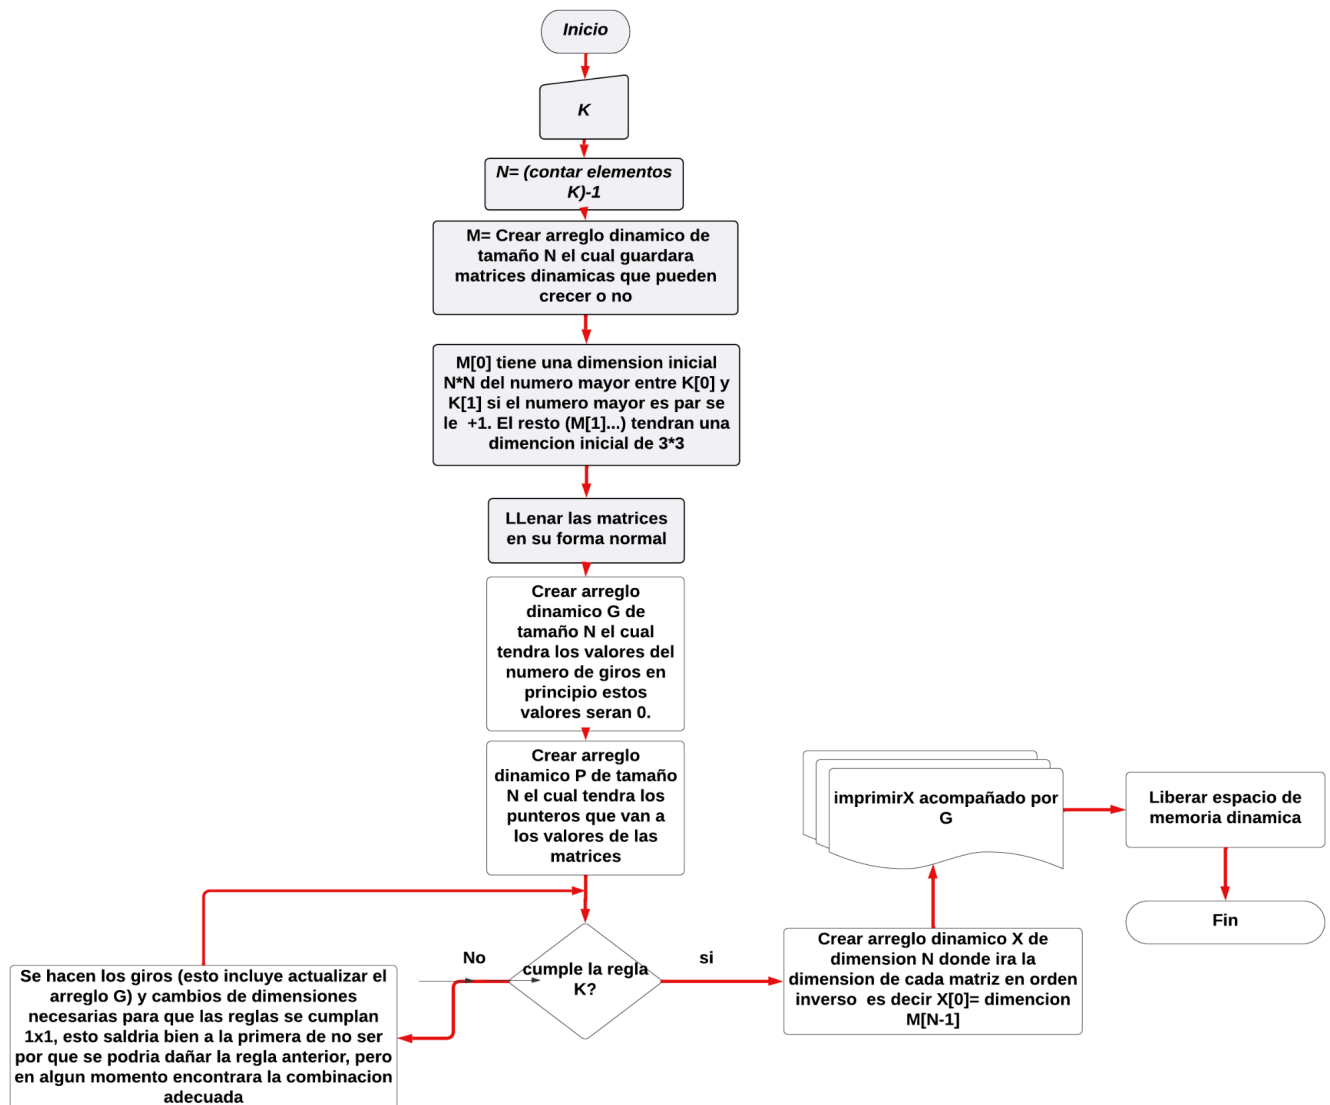 Inicio
K
N= (contar elementos
K)-1
M= Crear arreglo dinamico de
tamaño N el cual guardara
matrices dinamicas que pueden
crecer o no
M[0] tiene una dimension inicial
N*N del numero mayor entre K[0] y
K[1] si el numero mayor es par se
le +1. El resto (M[1]...) tendran una
dimencion inicial de 3*3
LLenar las matrices
en su forma normal
Crear arreglo
dinamico G de
tamaño N el cual
tendra los valores del
numero de giros en
principio estos
valores seran 0.
Crear arreglo
dinamico P de tamaño
N el cual tendra los
punteros que van a
los valores de las
matrices
cumple la regla
K?
No
si
Se hacen los giros (esto incluye actualizar el
arreglo G) y cambios de dimensiones
necesarias para que las reglas se cumplan
1x1, esto saldria bien a la primera de no ser
por que se podria dañar la regla anterior, pero
en algun momento encontrara la combinacion
adecuada
Crear arreglo dinamico X de
dimension N donde ira la
dimension de cada matriz en orden
inverso es decir X[0]= dimencion
M[N-1]
imprimirX acompañado por
G
Liberar espacio de
memoria dinamica
Fin